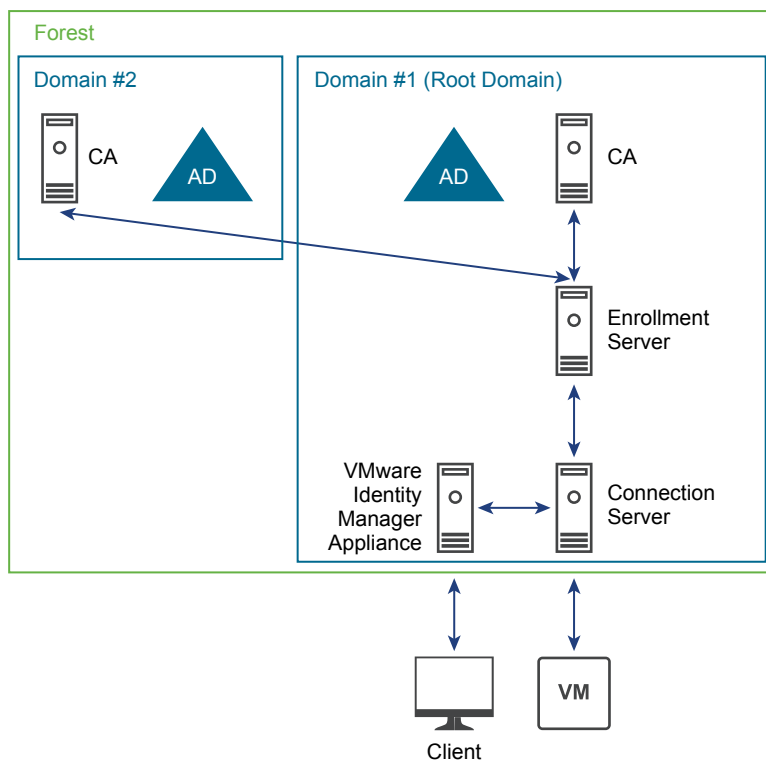 Forest
Domain #2
Domain #1 (Root Domain)
CA
AD
AD
CA
Enrollment
Server
VMware
Identity
Manager
Appliance
Connection
Server
Client
VM